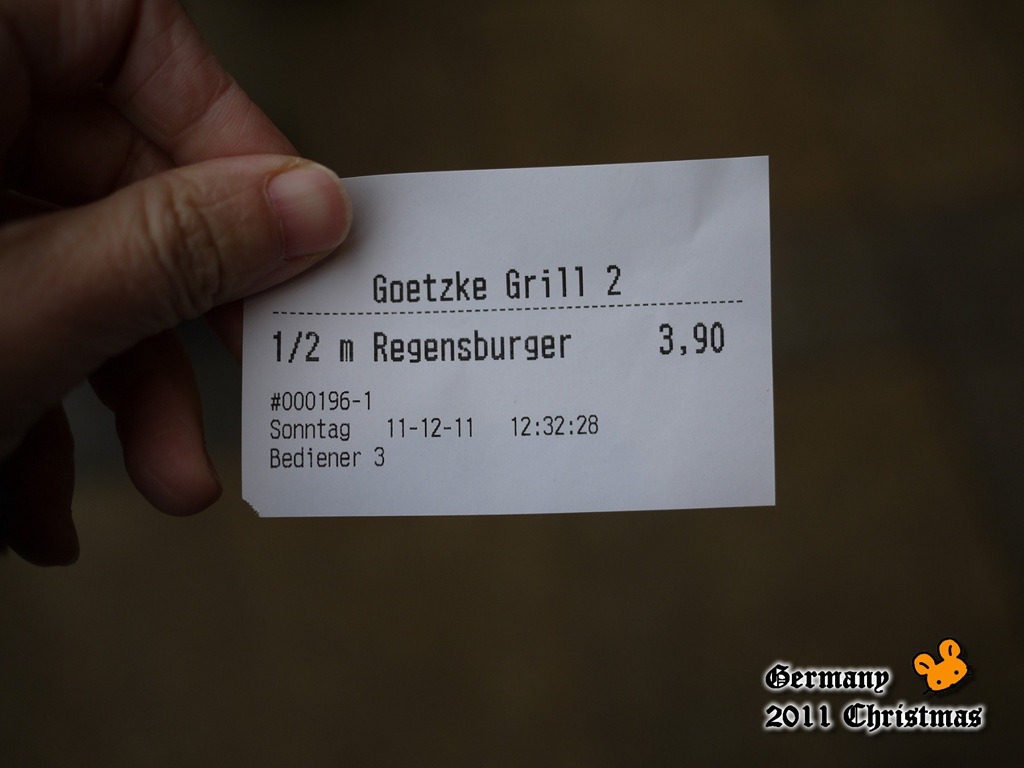 Goetzke Grill 2
1/2 m Regensburger 3,90
#000196-1
Sonntag 11-12-11 12:32:28
Bediener 3
Germany
2011 Christmas